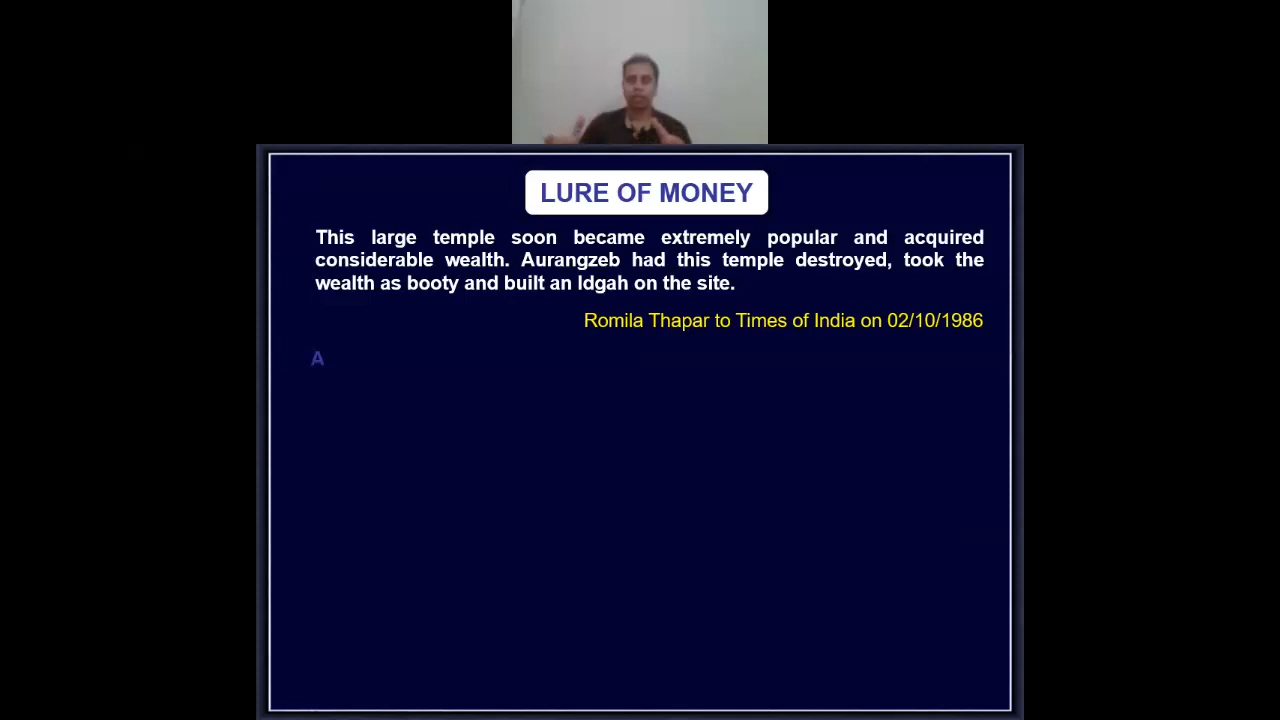 LURE OF MONEY
This large temple soon became extremely popular and acquired
considerable wealth. Aurangzeb had this temple destroyed, took the
wealth as booty and built an Idgah on the site.
Romila Thapar to Times of India on 02/10/1986
A